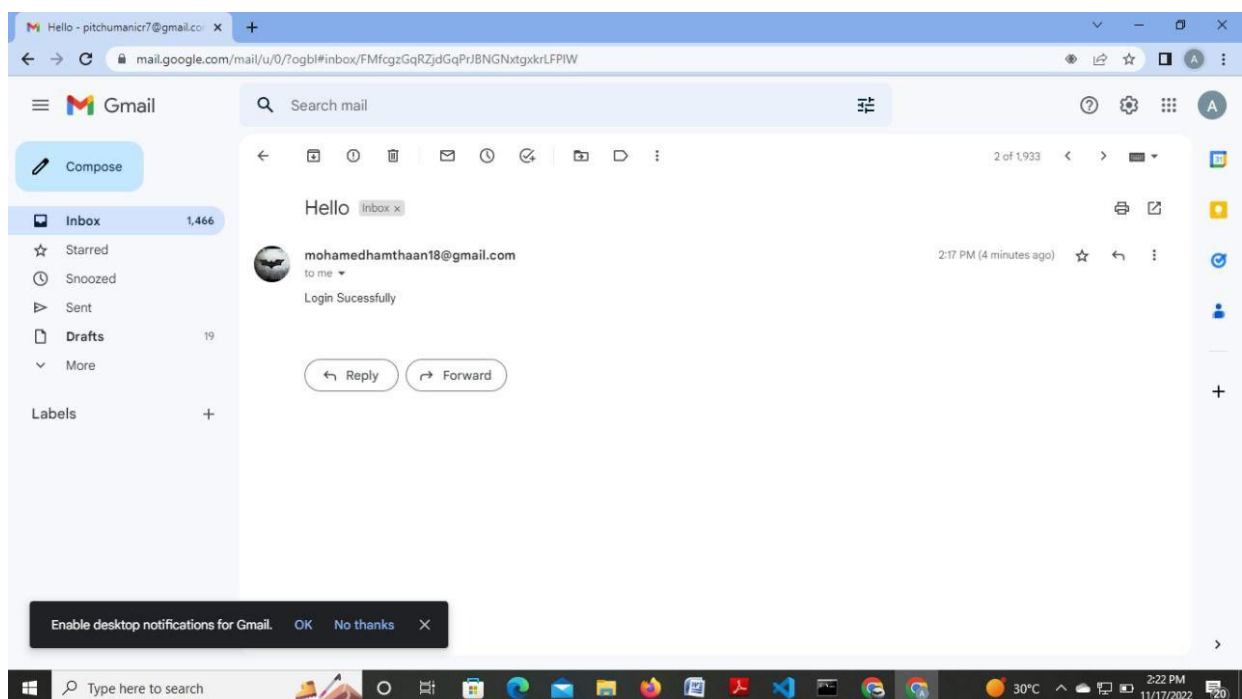 Hello - pitchumanicr7@gmail.co
mail.google.com/mail/u/0/?ogbl#inbox/FMfcgzGqRZjdGqPrJBNGNxtgxkrLFPlW
A
Gmail
Search mail
A
Compose
2 of 1,933
31
Inbox 1,466
Starred
Snoozed
Sent
Drafts 19
More
Labels
Hello Inbox x
mohamedhamthaan18@gmail.com 2:17 PM (4 minutes ago)
to me
Login Sucessfully
Reply Forward
Enable desktop notifications for Gmail. OK No thanks
Type here to search
30°C
2:22 PM
11/17/2022
20